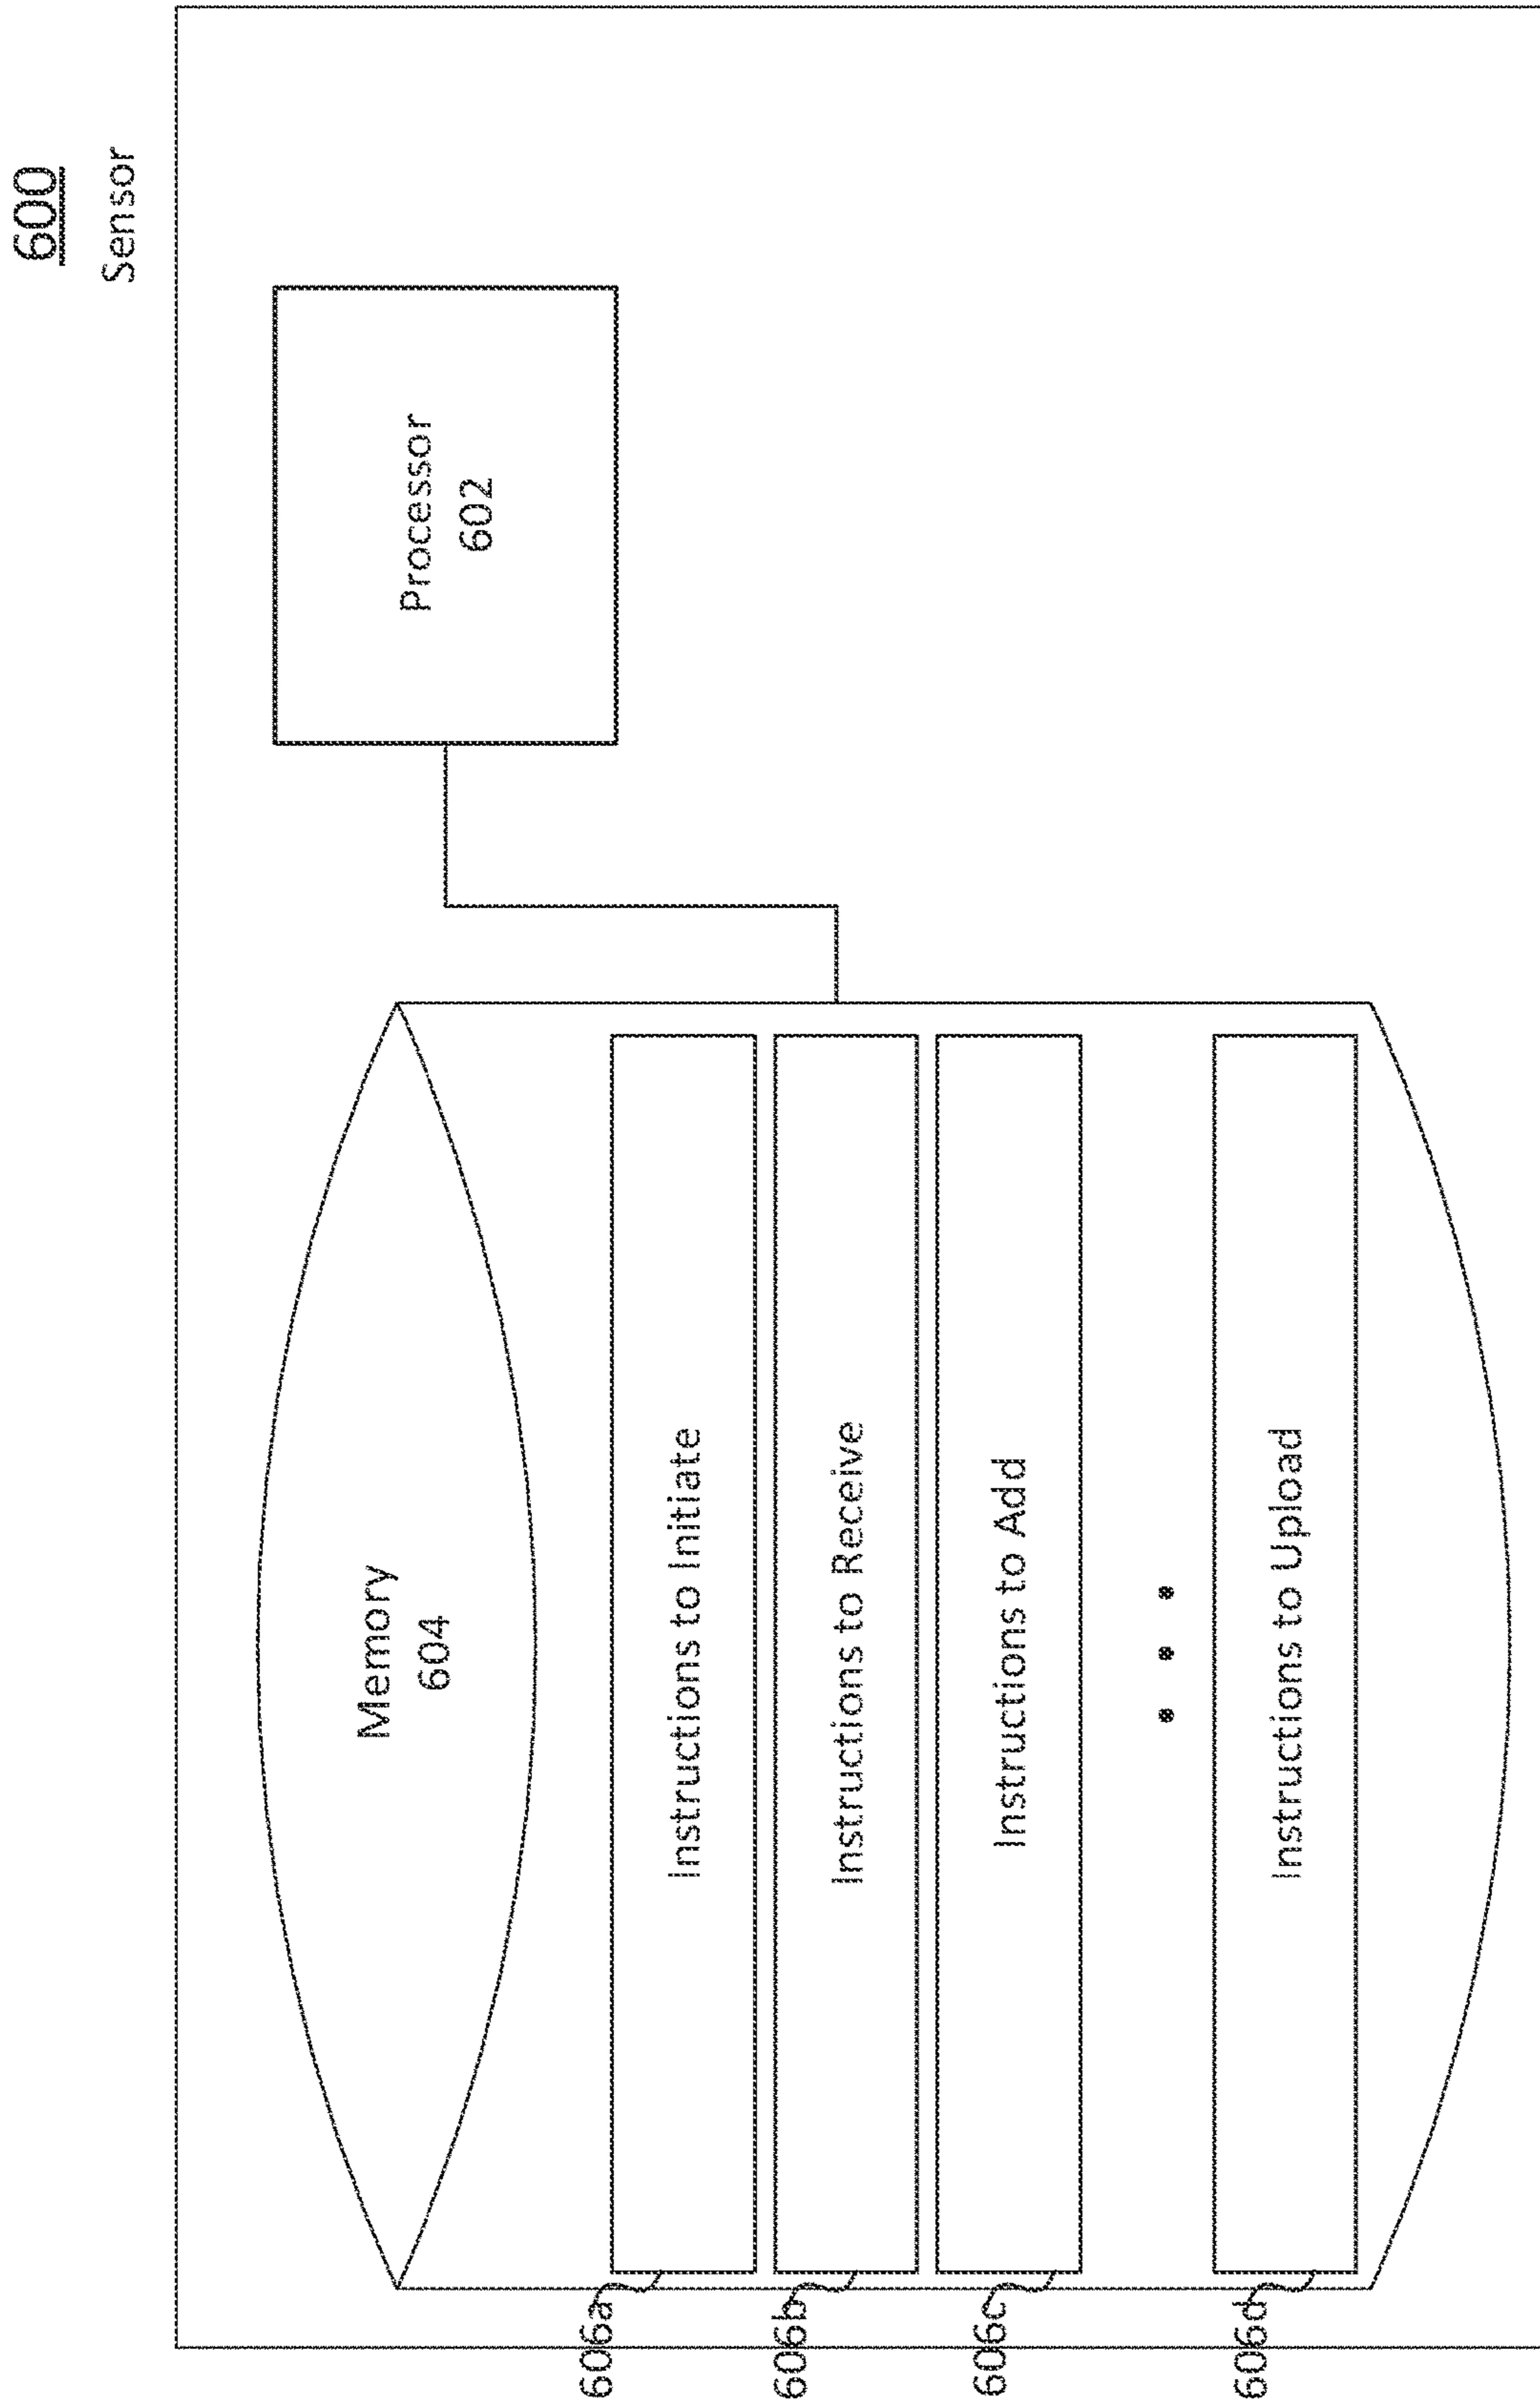 600
Sensor
Memory
604
Processor
602
606a
Instructions to Initiate
606b
Instructions to Receive
606c
Instructions to Add
606d
Instructions to Upload